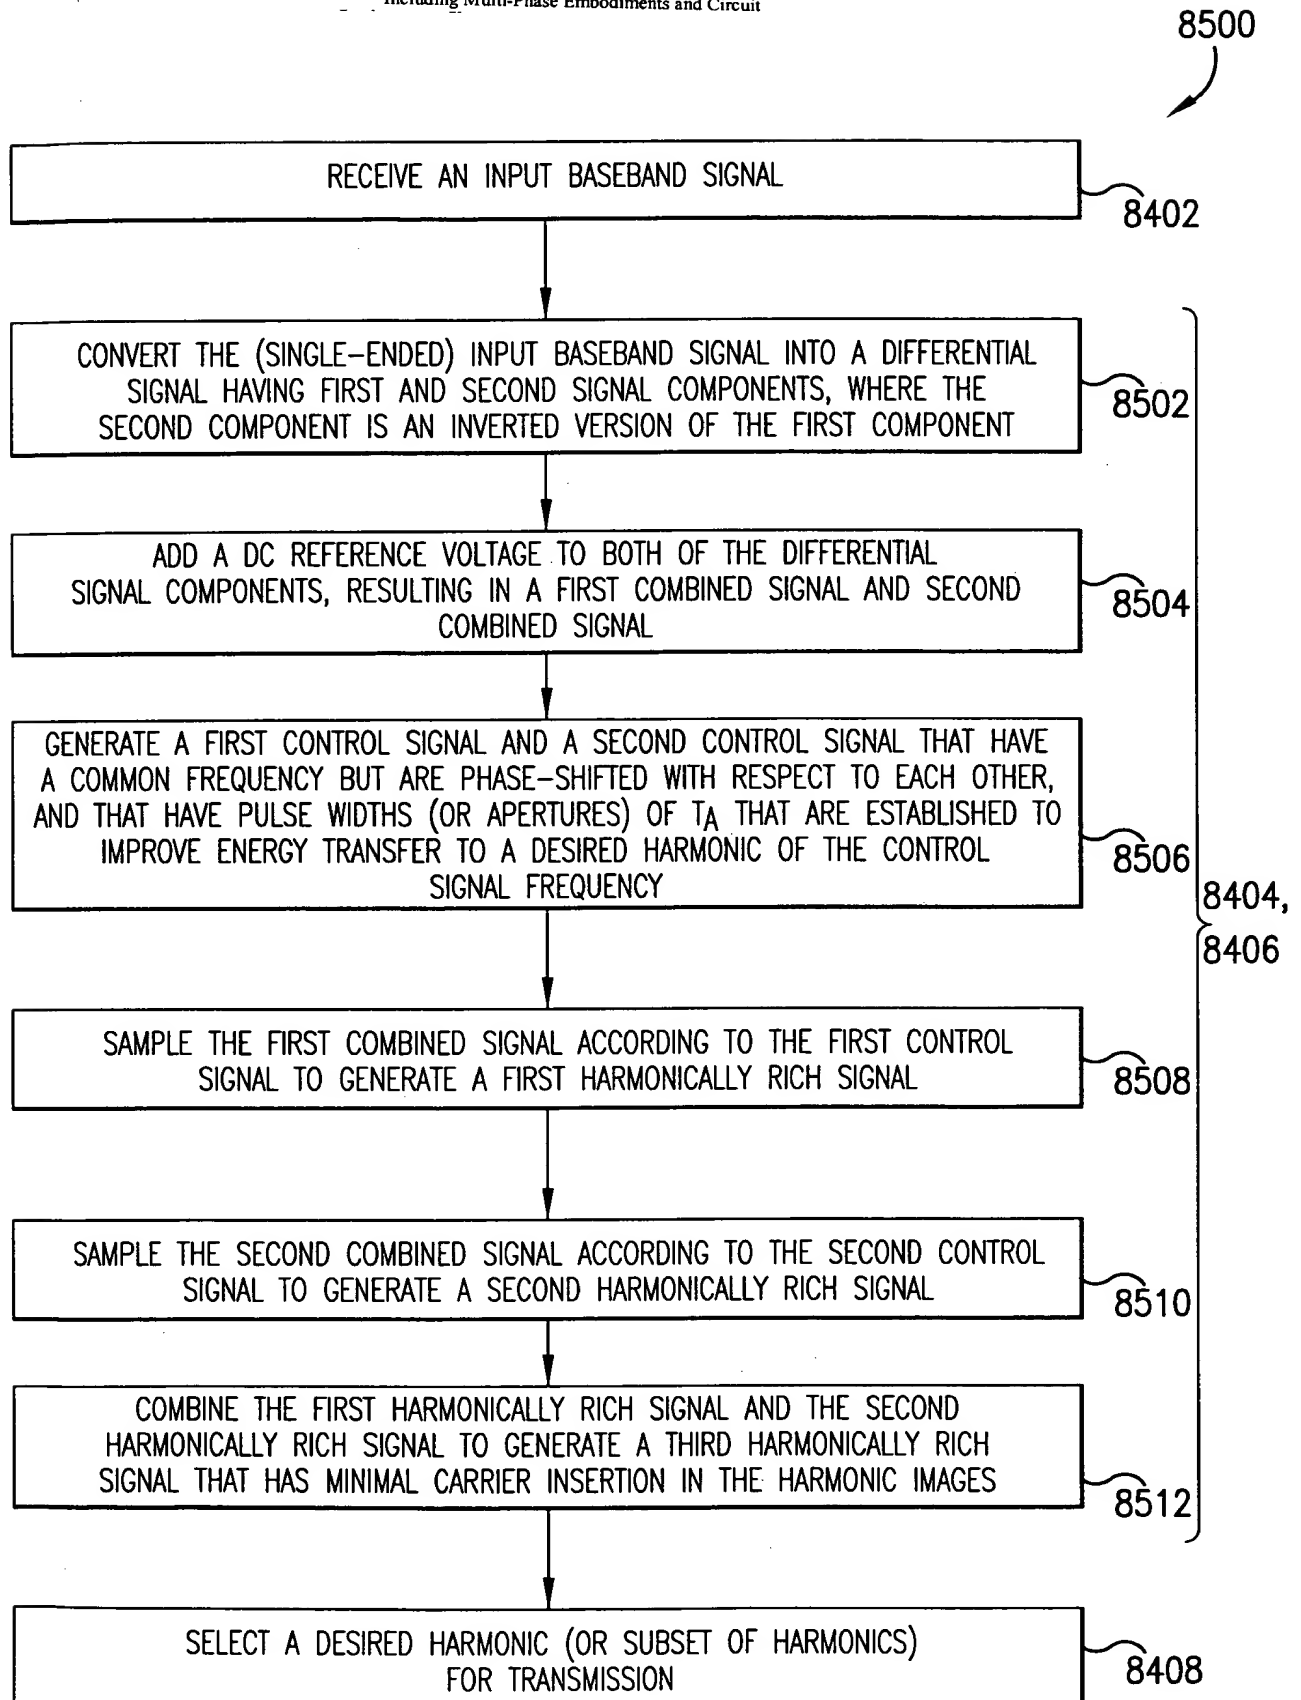 Including Multi-Phase Embodiments and Circuit
8500
RECEIVE AN INPUT BASEBAND SIGNAL
8402
CONVERT THE (SINGLE-ENDED) INPUT BASEBAND SIGNAL INTO A DIFFERENTIAL
SIGNAL HAVING FIRST AND SECOND SIGNAL COMPONENTS, WHERE THE
SECOND COMPONENT IS AN INVERTED VERSION OF THE FIRST COMPONENT
8502
ADD A DC REFERENCE VOLTAGE TO BOTH OF THE DIFFERENTIAL
SIGNAL COMPONENTS, RESULTING IN A FIRST COMBINED SIGNAL AND SECOND
COMBINED SIGNAL
8504
GENERATE A FIRST CONTROL SIGNAL AND A SECOND CONTROL SIGNAL THAT HAVE
A COMMON FREQUENCY BUT ARE PHASE-SHIFTED WITH RESPECT TO EACH OTHER,
AND THAT HAVE PULSE WIDTHS (OR APERTURES) OF TA THAT ARE ESTABLISHED TO
IMPROVE ENERGY TRANSFER TO A DESIRED HARMONIC OF THE CONTROL
SIGNAL FREQUENCY
8506
8404,
8406
SAMPLE THE FIRST COMBINED SIGNAL ACCORDING TO THE FIRST CONTROL
SIGNAL TO GENERATE A FIRST HARMONICALLY RICH SIGNAL
8508
SAMPLE THE SECOND COMBINED SIGNAL ACCORDING TO THE SECOND CONTROL
SIGNAL TO GENERATE A SECOND HARMONICALLY RICH SIGNAL
8510
COMBINE THE FIRST HARMONICALLY RICH SIGNAL AND THE SECOND
HARMONICALLY RICH SIGNAL TO GENERATE A THIRD HARMONICALLY RICH
SIGNAL THAT HAS MINIMAL CARRIER INSERTION IN THE HARMONIC IMAGES
8512
SELECT A DESIRED HARMONIC (OR SUBSET OF HARMONICS)
FOR TRANSMISSION
8408